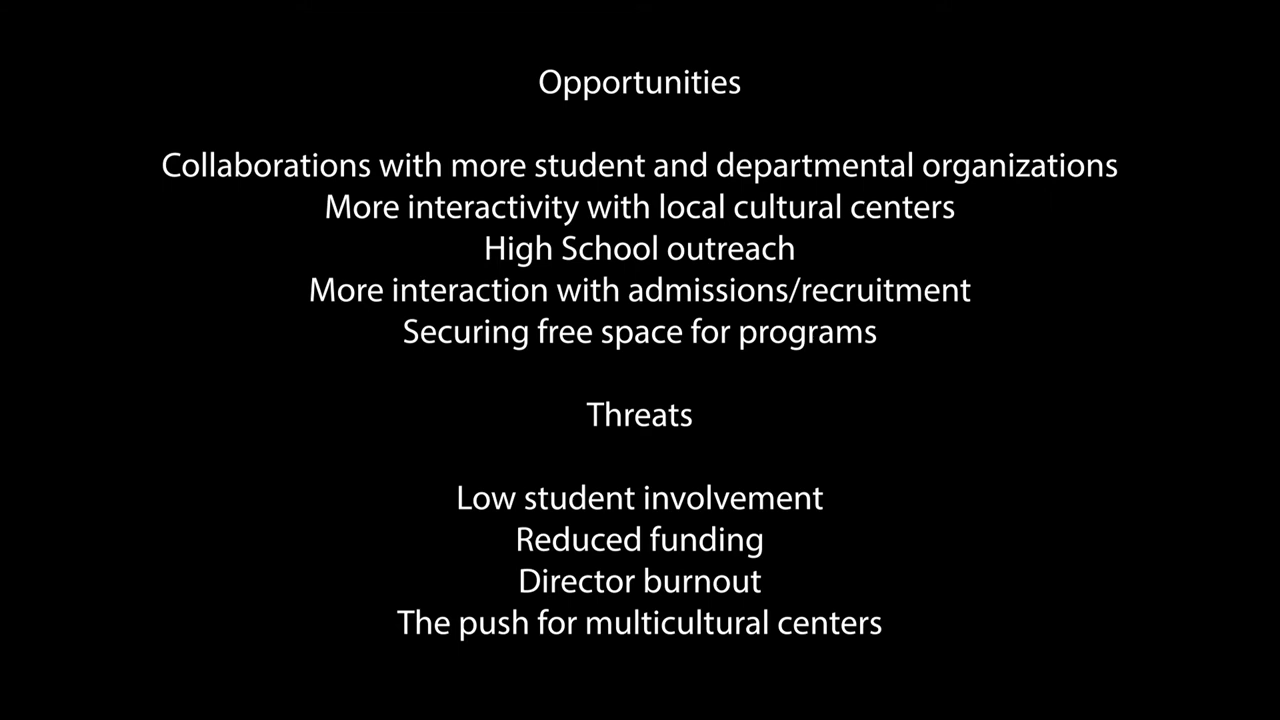 Opportunities
Collaborations with more student and departmental organizations
More interactivity with local cultural centers
High School outreach
More interaction with admissions/recruitment
Securing free space for programs
Threats
Low student involvement
Reduced funding
Director burnout
The push for multicultural centers